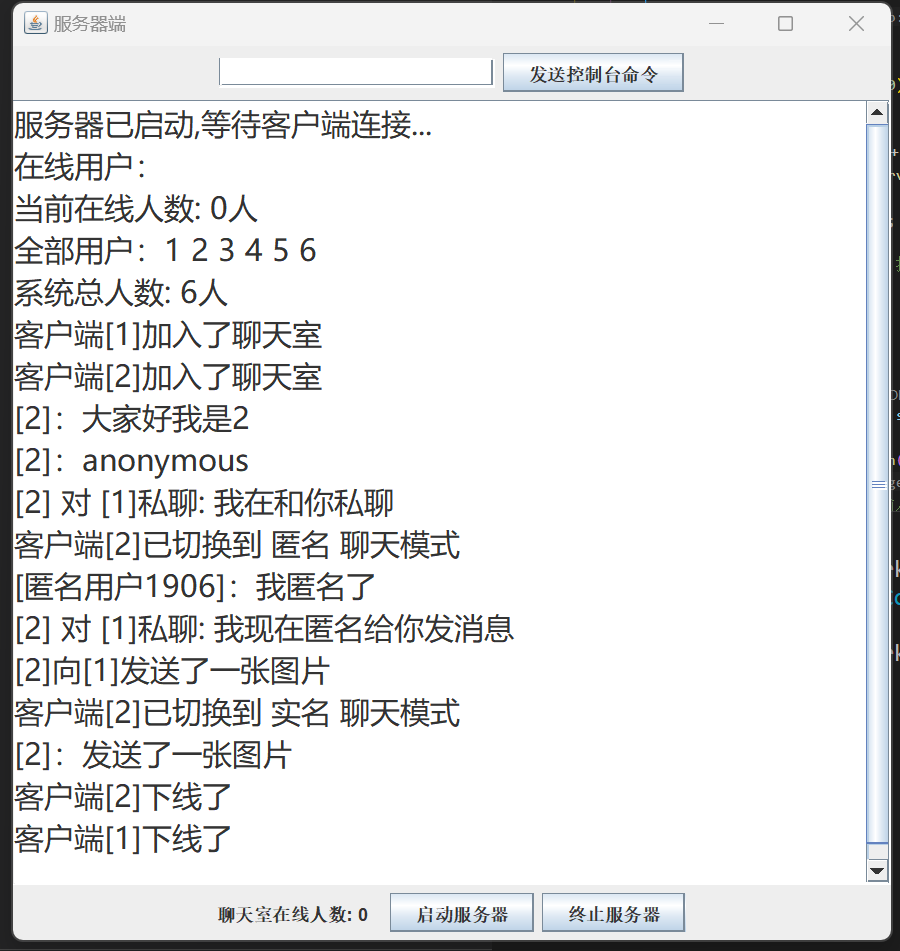 服务器端
发送控制台命令
服务器已启动,等待客户端连接...
在线用户：
当前在线人数: 0人
全部用户：1 2 3 4 5 6
系统总人数: 6人
客户端[1]加入了聊天室
客户端[2]加入了聊天室
[2]：大家好我是2
[2]：anonymous
[2] 对 [1]私聊: 我在和你私聊
客户端[2]已切换到 匿名 聊天模式
[匿名用户1906]：我匿名了
[2] 对 [1]私聊: 我现在匿名给你发消息
[2]向[1]发送了一张图片
客户端[2]已切换到 实名 聊天模式
[2]：发送了一张图片
客户端[2]下线了
客户端[1]下线了
聊天室在线人数: 0 启动服务器 终止服务器